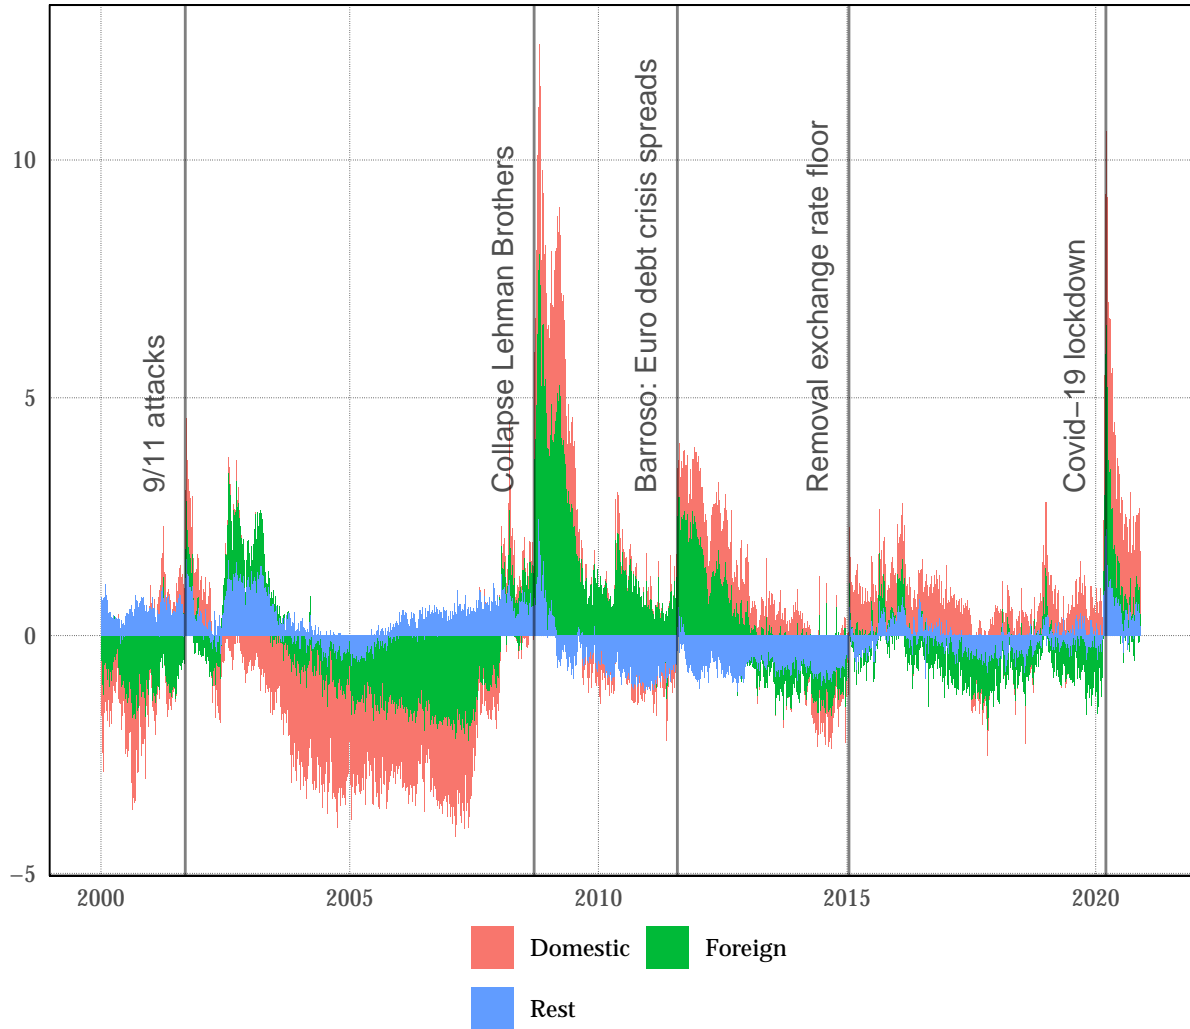 10
5
0
−5
9/11 attacks
Collapse Lehman Brothers
Barroso: Euro debt crisis spreads
Removal exchange rate floor
Covid−19 lockdown
2000 2005 2010 2015 2020
Domestic Foreign
Rest